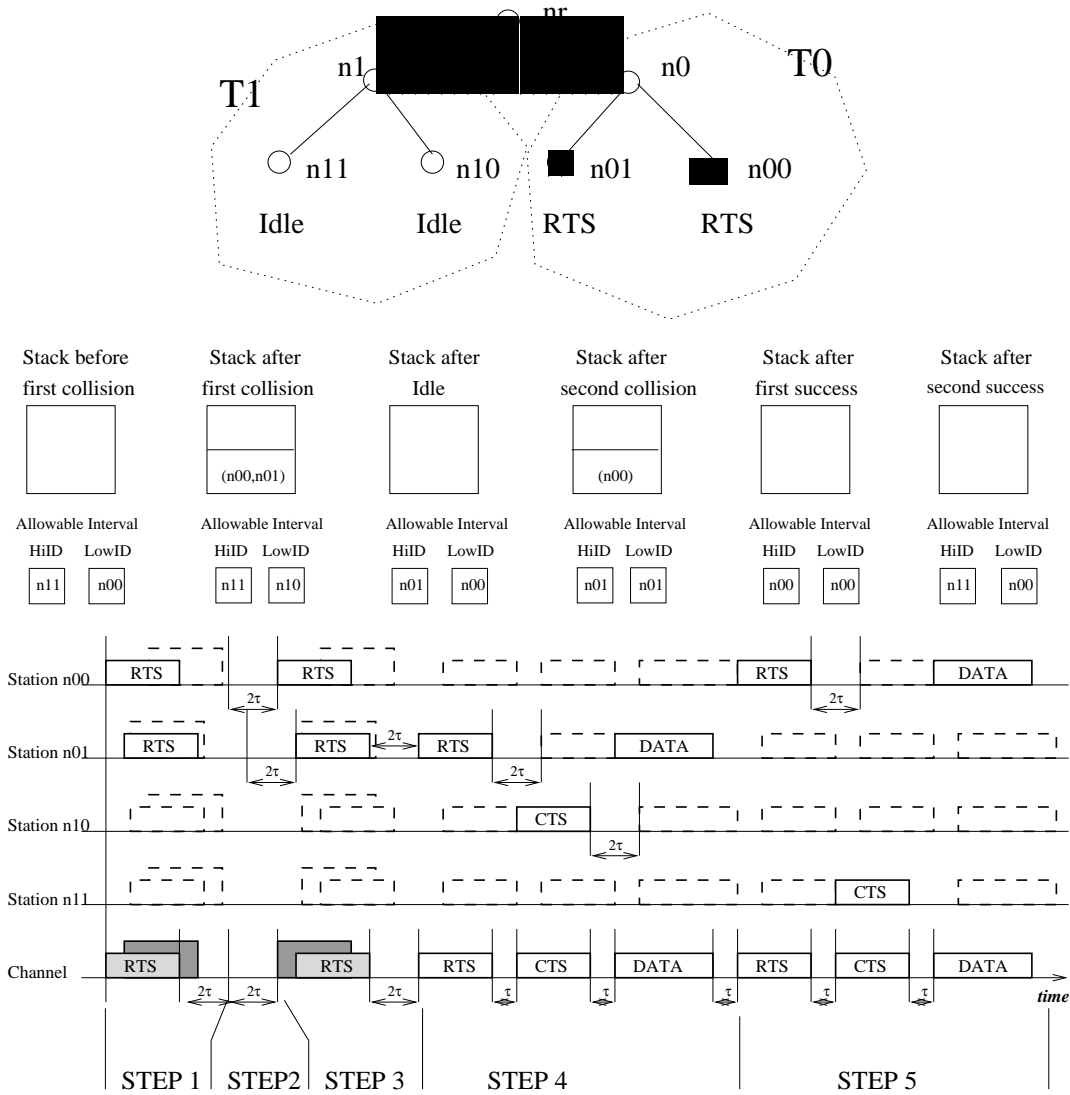 nr
n1
n0
T1
T0
n11
n10
n01
n00
Idle
Idle
RTS
RTS
Stack before
first collision
Stack after
first collision
Stack after
Idle
Stack after
second collision
Stack after
first success
Stack after
second success
(n00,n01)
(n00)
Allowable Interval
Allowable Interval
Allowable Interval
Allowable Interval
Allowable Interval
Allowable Interval
HiID LowID
HiID LowID
HiID LowID
HiID LowID
HiID LowID
HiID LowID
n11 n00
n11 n10
n01 n00
n01 n01
n00 n00
n11 n00
Station n00
RTS
2τ
RTS
RTS
2τ
DATA
Station n01
RTS
2τ
RTS
2τ
RTS
2τ
DATA
Station n10
CTS
2τ
Station n11
CTS
Channel
RTS
2τ
2τ
RTS
2τ
RTS
τ
CTS
τ
DATA
τ
RTS
τ
CTS
τ
DATA
time
STEP 1
STEP2
STEP 3
STEP 4
STEP 5